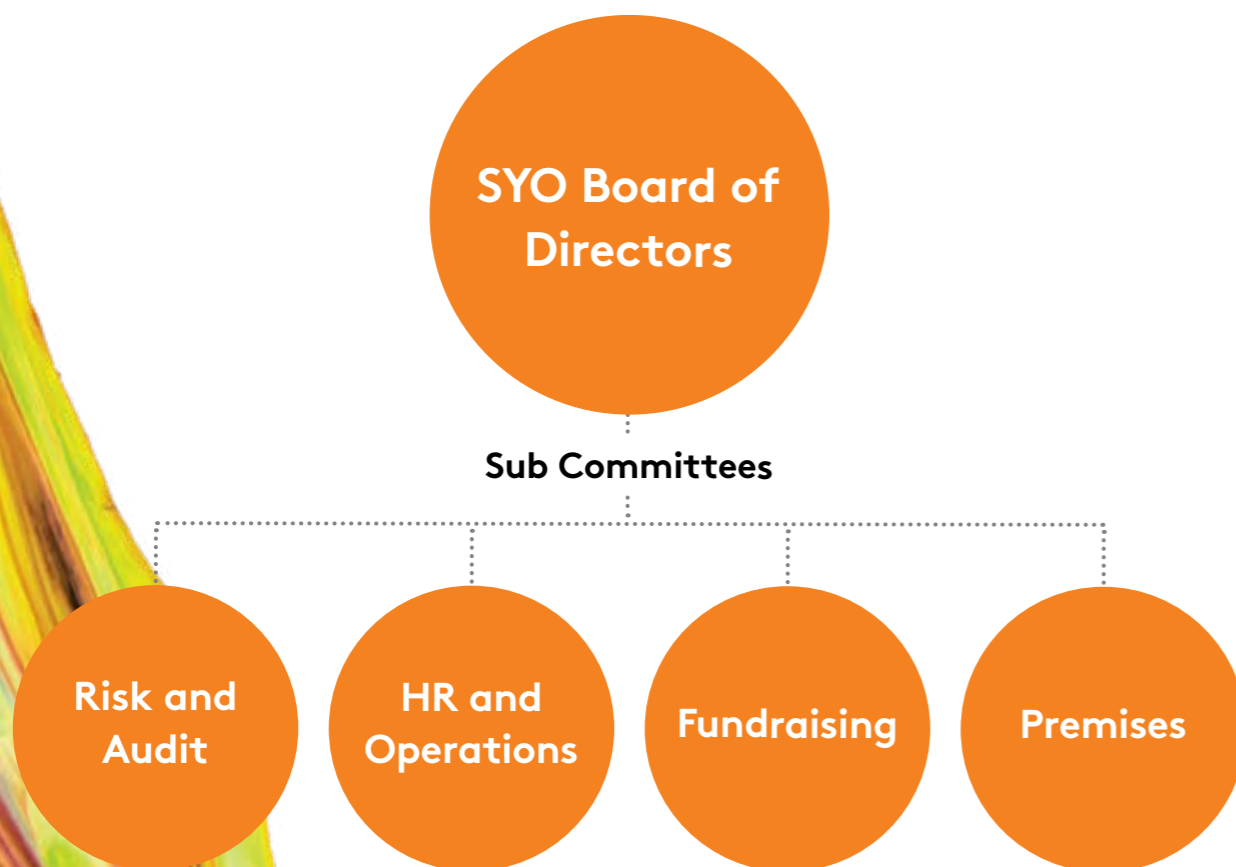 SYO Board of
Directors
Sub Committees
Risk and
Audit
HR and
Operations
Fundraising
Premises